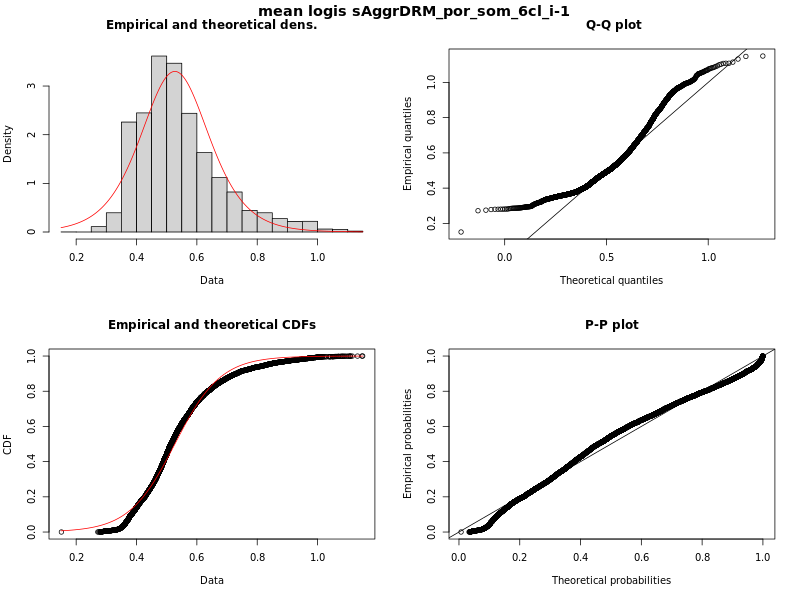 mean logis sAggrDRM_por_som_6cl_i-1
Empirical and theoretical dens.
Density
0
1
2
3
0.2 0.4 0.6 0.8 1.0
Data
Q-Q plot
Empirical quantiles
0.2 0.4 0.6 0.8 1.0
0.0 0.5 1.0
Theoretical quantiles
Empirical and theoretical CDFs
CDF
0.0 0.2 0.4 0.6 0.8 1.0
0.2 0.4 0.6 0.8 1.0
Data
P-P plot
Empirical probabilities
0.0 0.2 0.4 0.6 0.8 1.0
0.0 0.2 0.4 0.6 0.8 1.0
Theoretical probabilities